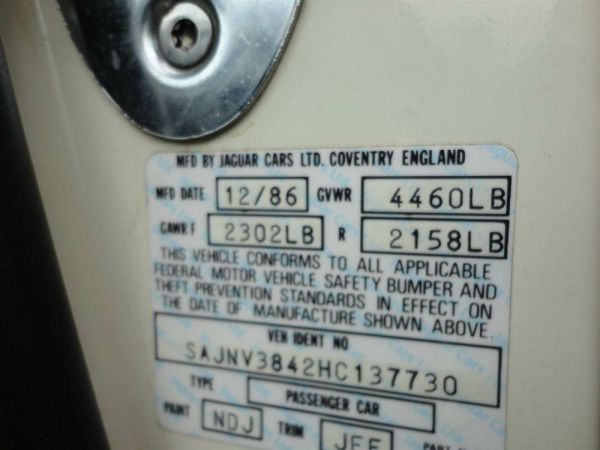 MFD BY JAGUAR CARS LTD. COVENTRY ENGLAND
MFD DATE 12/86 GVWR 4460LB
GAWR F 2302LB R 2158LB
THIS VEHICLE CONFORMS TO ALL APPLICABLE
FEDERAL MOTOR VEHICLE SAFETY BUMPER AND
THEFT PREVENTION STANDARDS IN EFFECT ON
THE DATE OF MANUFACTURE SHOWN ABOVE.
VEH IDENT NO
SAJNV3842HC137730
TYPE PASSENGER CAR
PAINT NDJ TRIM JEE